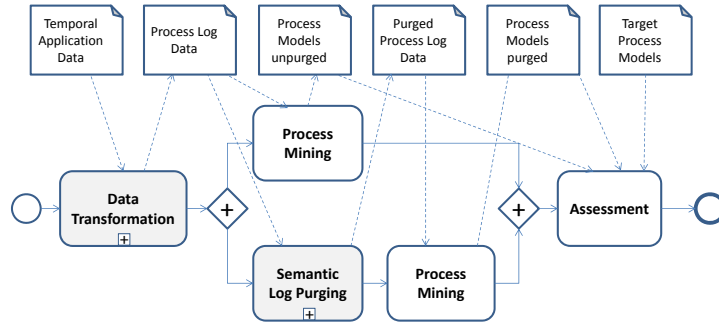 Temporal
Application
Data
Process Log
Data
Process
Models
unpurged
Purged
Process Log
Data
Process
Models
purged
Target
Process
Models
Process
Mining
Data
Transformation
Assessment
Semantic
Log Purging
Process
Mining